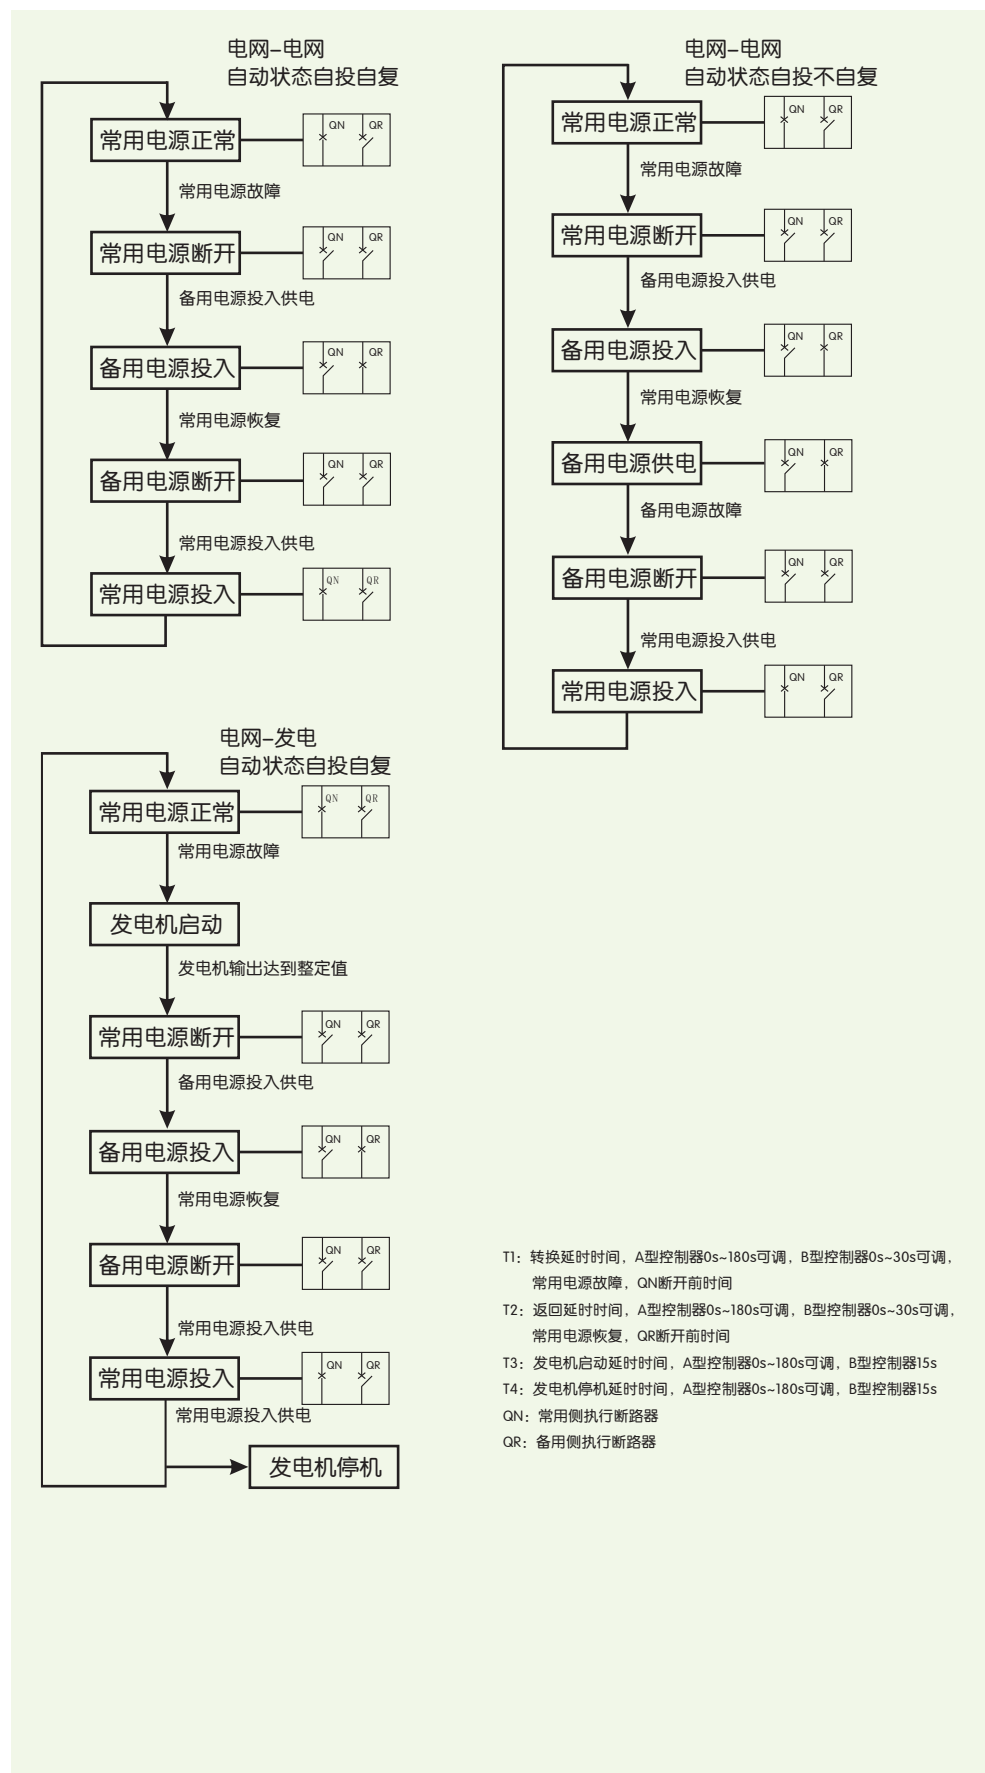 电网–电网
自动状态自投自复
常用电源正常
QN QR
常用电源故障
常用电源断开
QN QR
备用电源投入供电
备用电源投入
QN QR
常用电源恢复
备用电源断开
QN QR
常用电源投入供电
常用电源投入
QN QR
电网–电网
自动状态自投不自复
常用电源正常
QN QR
常用电源故障
常用电源断开
QN QR
备用电源投入供电
备用电源投入
QN QR
常用电源恢复
备用电源供电
QN QR
备用电源故障
备用电源断开
QN QR
常用电源投入供电
常用电源投入
QN QR
电网–发电
自动状态自投自复
常用电源正常
QN QR
常用电源故障
发电机启动
发电机输出达到整定值
常用电源断开
QN QR
备用电源投入供电
备用电源投入
QN QR
常用电源恢复
备用电源断开
QN QR
常用电源投入供电
常用电源投入
QN QR
常用电源投入供电
发电机停机
T1：转换延时时间，A型控制器0s~180s可调，B型控制器0s~30s可调，
常用电源故障，QN断开前时间
T2：返回延时时间，A型控制器0s~180s可调，B型控制器0s~30s可调，
常用电源恢复，QR断开前时间
T3：发电机启动延时时间，A型控制器0s~180s可调，B型控制器15s
T4：发电机停机延时时间，A型控制器0s~180s可调，B型控制器15s
QN：常用侧执行断路器
QR：备用侧执行断路器